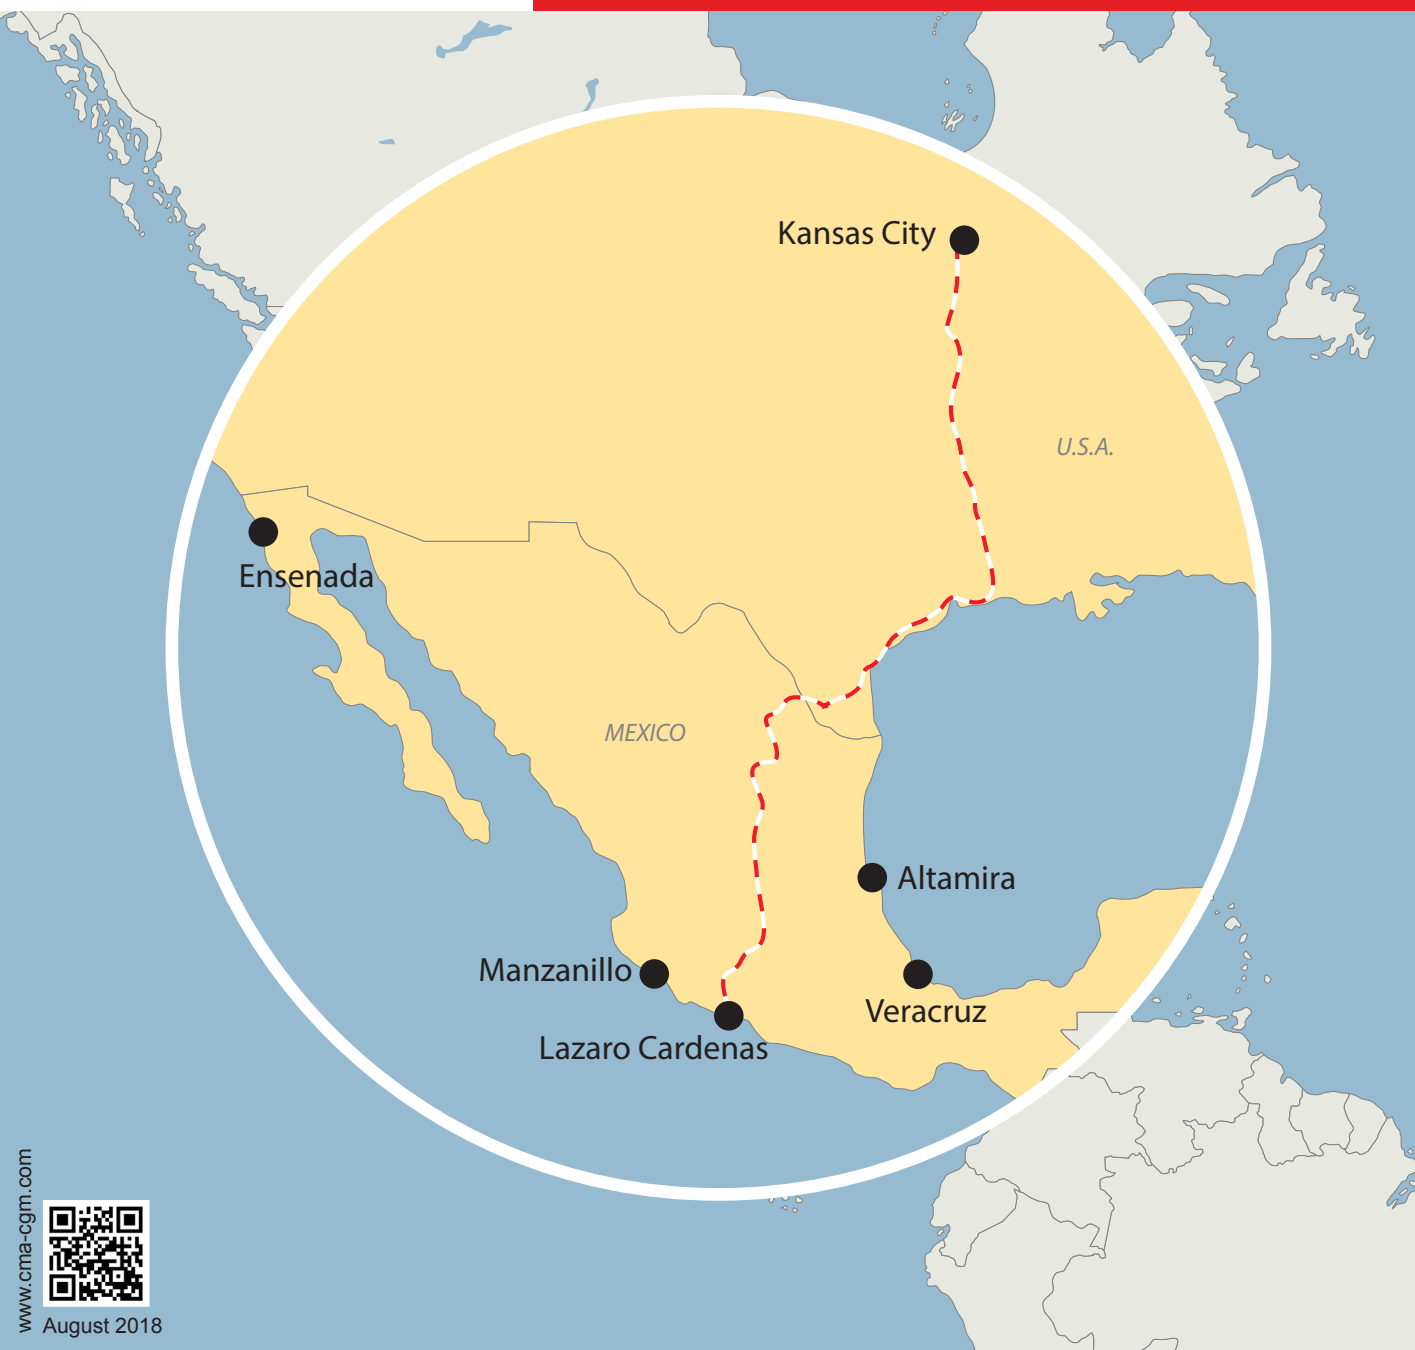 Kansas City
U.S.A.
Ensenada
MEXICO
Altamira
Manzanillo
Veracruz
Lazaro Cardenas
www.cma-cgm.com
August 2018